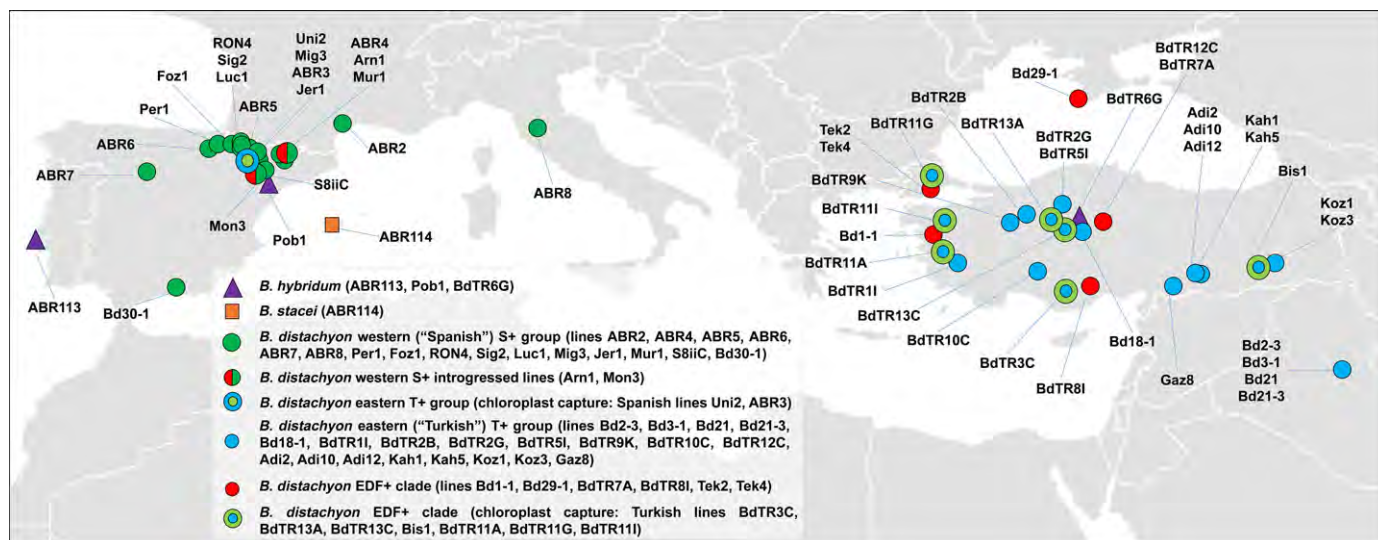 RON4
Sig2
Luc1
Uni2
Mig3
ABR3
Jer1
ABR4
Arn1
Mur1
Foz1
ABR5
Per1
ABR6
ABR7
ABR2
ABR8
S8iiC
Mon3
Pob1
ABR114
ABR113
Bd30-1
BdTR12C
BdTR7A
Bd29-1
BdTR6G
BdTR2B
BdTR11G
BdTR13A
BdTR2G
BdTR5I
Adi2
Adi10
Adi12
Kah1
Kah5
Tek2
Tek4
Bis1
BdTR9K
Koz1
Koz3
BdTR11I
Bd1-1
BdTR11A
BdTR1I
BdTR13C
BdTR10C
BdTR3C
BdTR8I
Bd18-1
Gaz8
Bd2-3
Bd3-1
Bd21
Bd21-3
B. hybridum (ABR113, Pob1, BdTR6G)
B. stacei (ABR114)
B. distachyon western ("Spanish") S+ group (lines ABR2, ABR4, ABR5, ABR6,
ABR7, ABR8, Per1, Foz1, RON4, Sig2, Luc1, Mig3, Jer1, Mur1, S8iiC, Bd30-1)
B. distachyon western S+ introgressed lines (Arn1, Mon3)
B. distachyon eastern T+ group (chloroplast capture: Spanish lines Uni2, ABR3)
B. distachyon eastern ("Turkish") T+ group (lines Bd2-3, Bd3-1, Bd21, Bd21-3,
Bd18-1, BdTR1I, BdTR2B, BdTR2G, BdTR5I, BdTR9K, BdTR10C, BdTR12C,
Adi2, Adi10, Adi12, Kah1, Kah5, Koz1, Koz3, Gaz8)
B. distachyon EDF+ clade (lines Bd1-1, Bd29-1, BdTR7A, BdTR8I, Tek2, Tek4)
B. distachyon EDF+ clade (chloroplast capture: Turkish lines BdTR3C,
BdTR13A, BdTR13C, Bis1, BdTR11A, BdTR11G, BdTR11I)